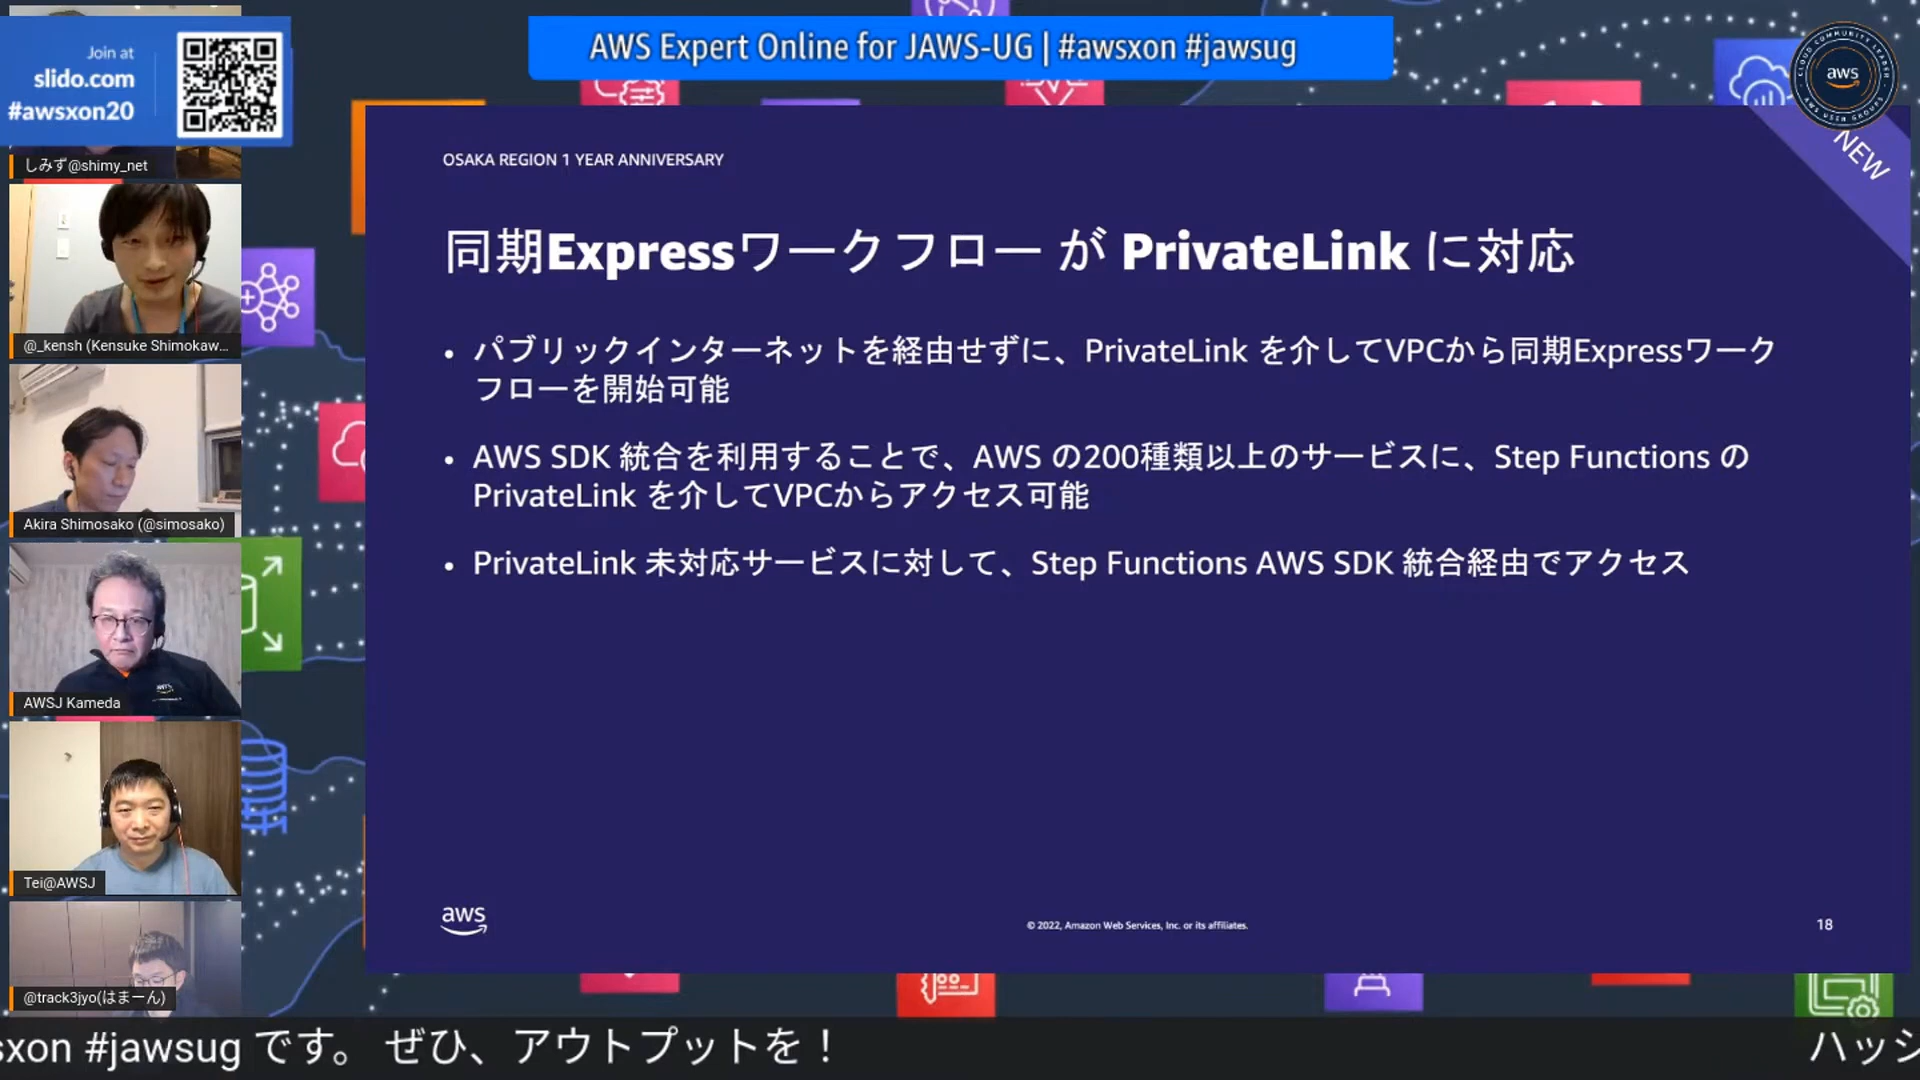 Join at
slido.com
#awsxon20
AWS Expert Online for JAWS-UG | #awsxon #jawsug
aws
CLOUD COMMUNITY LEADER
AWS USER GROUPS
NEW
しみず@shimy_net
@_kensh (Kensuke Shimokaw...
Akira Shimosako (@simosako)
AWSJ Kameda
Tei@AWSJ
@track3jyo(はまーん)
OSAKA REGION 1 YEAR ANNIVERSARY
同期Expressワークフロー が PrivateLink に対応
• パブリックインターネットを経由せずに、PrivateLink を介してVPCから同期Expressワーク
フローを開始可能
• AWS SDK 統合を利用することで、AWS の200種類以上のサービスに、Step Functions の
PrivateLink を介してVPCからアクセス可能
• PrivateLink 未対応サービスに対して、Step Functions AWS SDK 統合経由でアクセス
aws
© 2022, Amazon Web Services, Inc. or its affiliates.
18
sxon #jawsug です。 ぜひ、アウトプットを！ ハッシ